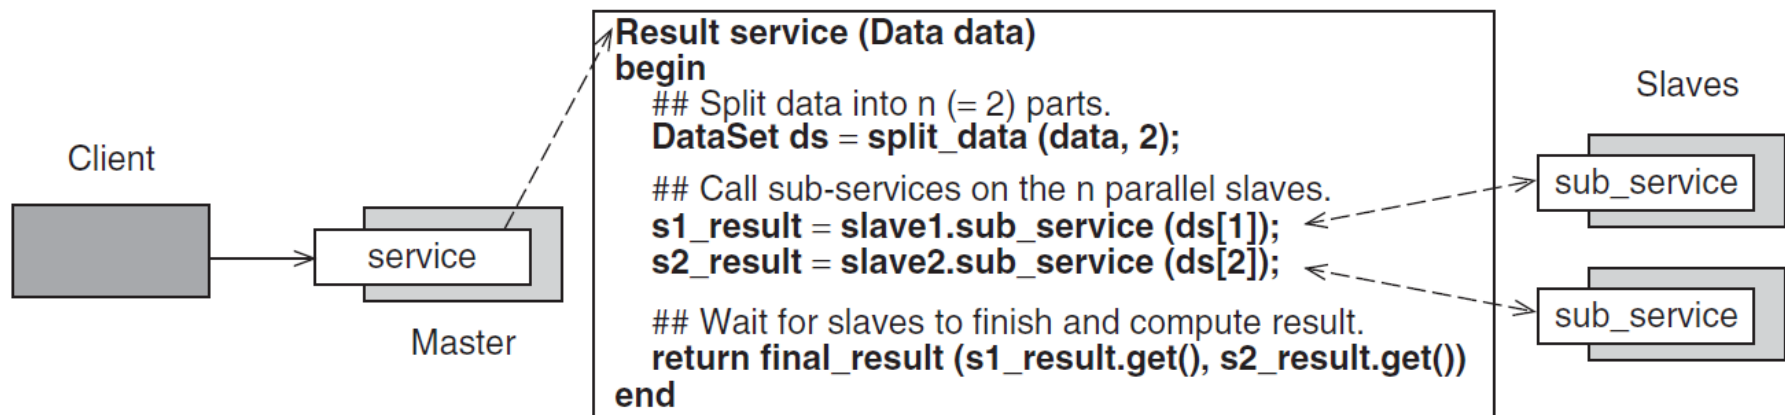 Client
service
Master
Result service (Data data)
begin
## Split data into n (= 2) parts.
DataSet ds = split_data (data, 2);
## Call sub-services on the n parallel slaves.
s1_result = slave1.sub_service (ds[1]);
s2_result = slave2.sub_service (ds[2]);
## Wait for slaves to finish and compute result.
return final_result (s1_result.get(), s2_result.get())
end
Slaves
sub_service
sub_service